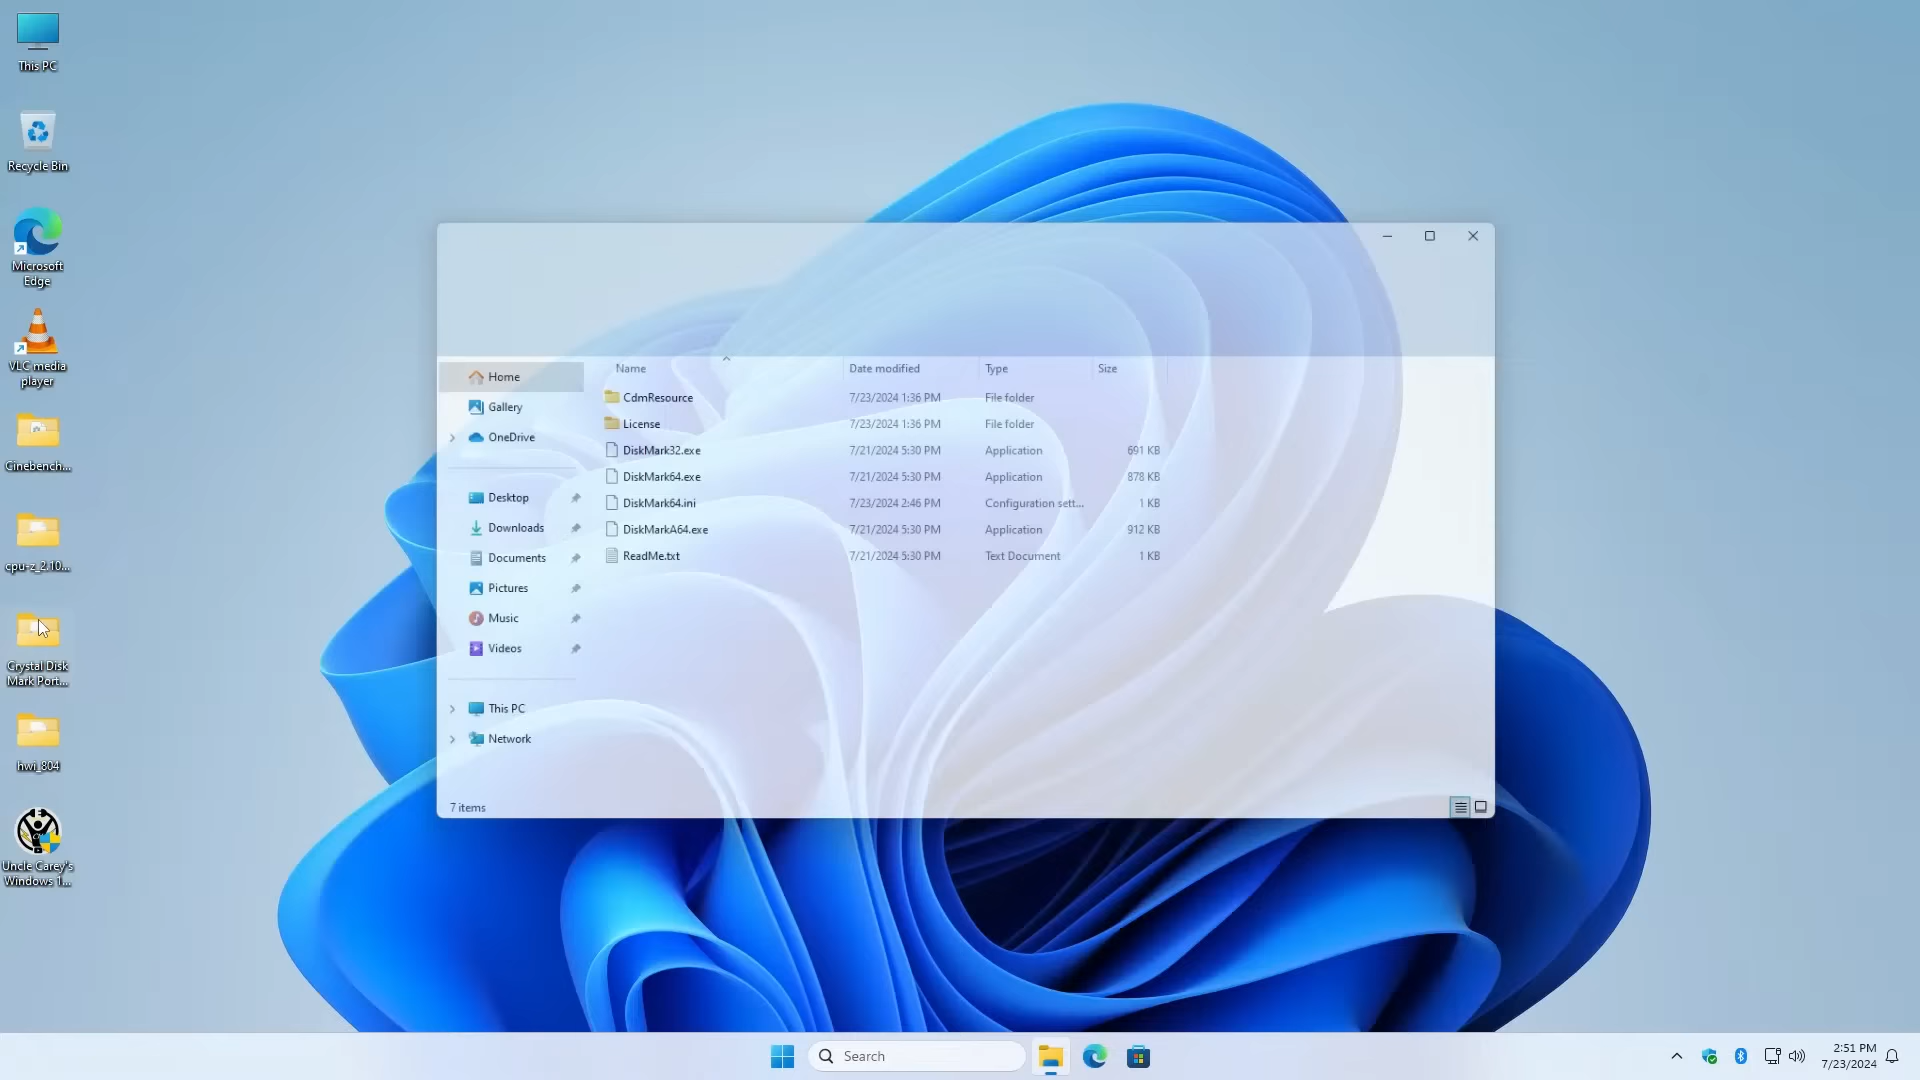 This PC
Recycle Bin
Microsoft
Edge
VLC media
player
Cinebench...
cpu-z_2.10...
Crystal Disk
Mark Port...
hwi_804
Uncle Carey's
Windows 1...
Home
Gallery
OneDrive
Desktop
Downloads
Documents
Pictures
Music
Videos
This PC
Network
Name Date modified Type Size
CdmResource 7/23/2024 1:36 PM File folder
License 7/23/2024 1:36 PM File folder
DiskMark32.exe 7/21/2024 5:30 PM Application 691 KB
DiskMark64.exe 7/21/2024 5:30 PM Application 878 KB
DiskMark64.ini 7/23/2024 2:46 PM Configuration sett... 1 KB
DiskMarkA64.exe 7/21/2024 5:30 PM Application 912 KB
ReadMe.txt 7/21/2024 5:30 PM Text Document 1 KB
7 items
Search
2:51 PM
7/23/2024